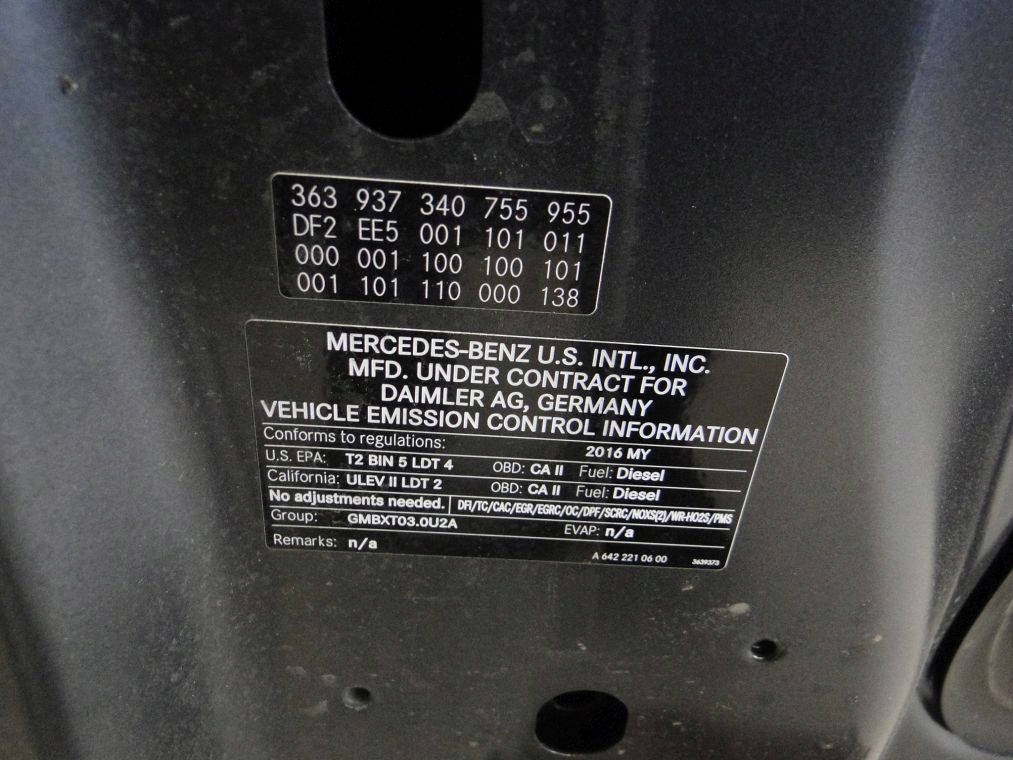 363 937 340 755 955
DF2 EE5 001 101 011
000 001 100 100 101
001 101 110 000 138
MERCEDES-BENZ U.S. INTL., INC.
MFD. UNDER CONTRACT FOR
DAIMLER AG, GERMANY
VEHICLE EMISSION CONTROL INFORMATION
Conforms to regulations: 2016 MY
U.S. EPA: T2 BIN 5 LDT 4 OBD: CA II Fuel: Diesel
California: ULEV II LDT 2 OBD: CA II Fuel: Diesel
No adjustments needed. DFI/TC/CAC/EGR/EGRC/OC/DPF/SCRC/NOXS(2)/WR-HO2S/PMS
Group: GMBXT03.0U2A EVAP: n/a
Remarks: n/a A 642 221 06 00 3639373